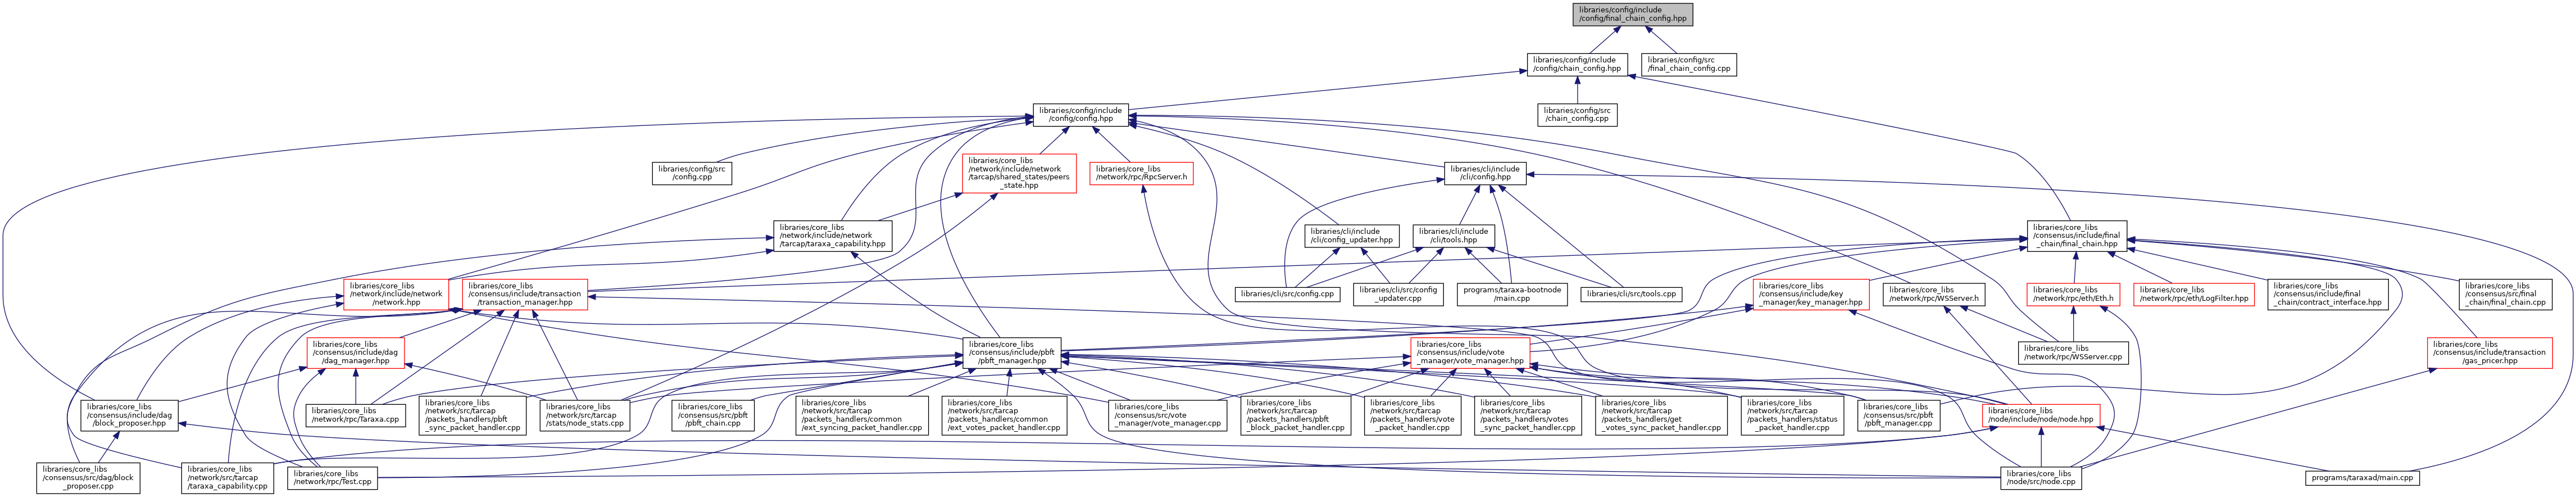 libraries/config/include
/config/final_chain_config.hpp
libraries/config/include
/config/chain_config.hpp
libraries/config/src
/final_chain_config.cpp
libraries/config/include
/config/config.hpp
libraries/config/src
/chain_config.cpp
libraries/config/src
/config.cpp
libraries/core_libs
/network/include/network
/tarcap/shared_states/peers
_state.hpp
libraries/core_libs
/network/rpc/RpcServer.h
libraries/cli/include
/cli/config.hpp
libraries/core_libs
/network/include/network
/tarcap/taraxa_capability.hpp
libraries/cli/include
/cli/config_updater.hpp
libraries/cli/include
/cli/tools.hpp
libraries/core_libs
/consensus/include/final
_chain/final_chain.hpp
libraries/core_libs
/network/include/network
/network.hpp
libraries/core_libs
/consensus/include/transaction
/transaction_manager.hpp
libraries/cli/src/config.cpp
libraries/cli/src/config
_updater.cpp
programs/taraxa-bootnode
/main.cpp
libraries/cli/src/tools.cpp
libraries/core_libs
/consensus/include/key
_manager/key_manager.hpp
libraries/core_libs
/network/rpc/WSServer.h
libraries/core_libs
/network/rpc/eth/Eth.h
libraries/core_libs
/network/rpc/eth/LogFilter.hpp
libraries/core_libs
/consensus/include/final
_chain/contract_interface.hpp
libraries/core_libs
/consensus/src/final
_chain/final_chain.cpp
libraries/core_libs
/consensus/include/dag
/dag_manager.hpp
libraries/core_libs
/consensus/include/pbft
/pbft_manager.hpp
libraries/core_libs
/consensus/include/vote
_manager/vote_manager.hpp
libraries/core_libs
/network/rpc/WSServer.cpp
libraries/core_libs
/consensus/include/transaction
/gas_pricer.hpp
libraries/core_libs
/consensus/include/dag
/block_proposer.hpp
libraries/core_libs
/network/rpc/Taraxa.cpp
libraries/core_libs
/network/src/tarcap
/packets_handlers/pbft
_sync_packet_handler.cpp
libraries/core_libs
/network/src/tarcap
/stats/node_stats.cpp
libraries/core_libs
/consensus/src/pbft
/pbft_chain.cpp
libraries/core_libs
/network/src/tarcap
/packets_handlers/common
/ext_syncing_packet_handler.cpp
libraries/core_libs
/network/src/tarcap
/packets_handlers/common
/ext_votes_packet_handler.cpp
libraries/core_libs
/consensus/src/vote
_manager/vote_manager.cpp
libraries/core_libs
/network/src/tarcap
/packets_handlers/pbft
_block_packet_handler.cpp
libraries/core_libs
/network/src/tarcap
/packets_handlers/vote
_packet_handler.cpp
libraries/core_libs
/network/src/tarcap
/packets_handlers/votes
_sync_packet_handler.cpp
libraries/core_libs
/network/src/tarcap
/packets_handlers/get
_votes_sync_packet_handler.cpp
libraries/core_libs
/network/src/tarcap
/packets_handlers/status
_packet_handler.cpp
libraries/core_libs
/consensus/src/pbft
/pbft_manager.cpp
libraries/core_libs
/node/include/node/node.hpp
libraries/core_libs
/consensus/src/dag/block
_proposer.cpp
libraries/core_libs
/network/src/tarcap
/taraxa_capability.cpp
libraries/core_libs
/network/rpc/Test.cpp
libraries/core_libs
/node/src/node.cpp
programs/taraxad/main.cpp